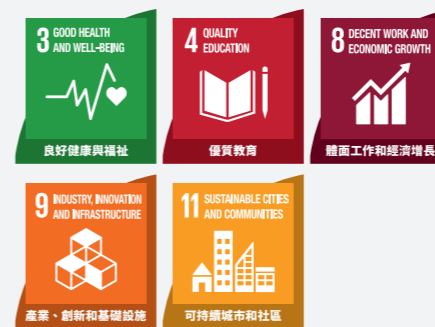 3 GOOD HEALTH
AND WELL-BEING
良好健康與福祉
4 QUALITY
EDUCATION
優質教育
8 DECENT WORK AND
ECONOMIC GROWTH
體面工作和經濟增長
9 INDUSTRY, INNOVATION
AND INFRASTRUCTURE
產業、創新和基礎設施
11 SUSTAINABLE CITIES
AND COMMUNITIES
可持續城市和社區